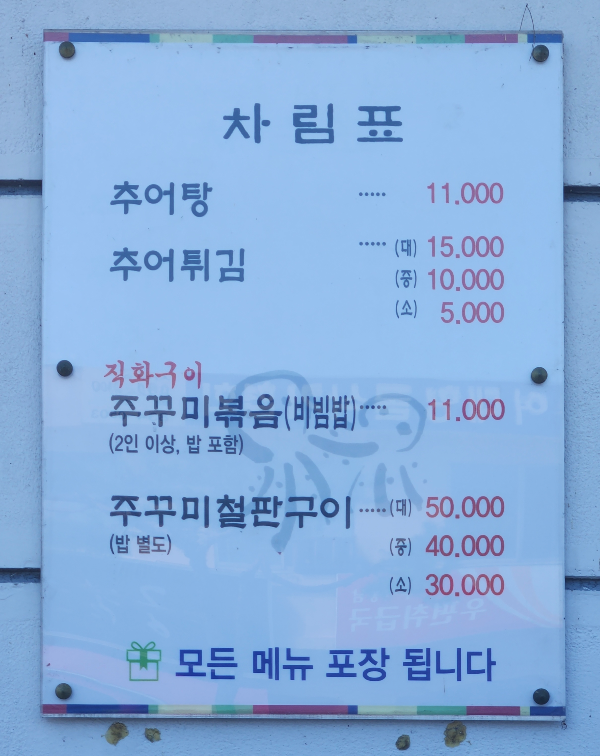 차림표
추어탕 ····· 11.000
추어튀김 ····· (대) 15.000
(중) 10.000
(소) 5.000
직화구이
주꾸미볶음(비빔밥) ····· 11.000
(2인 이상, 밥 포함)
주꾸미철판구이 ····· (대) 50.000
(밥 별도) (중) 40.000
(소) 30.000
모든 메뉴 포장 됩니다